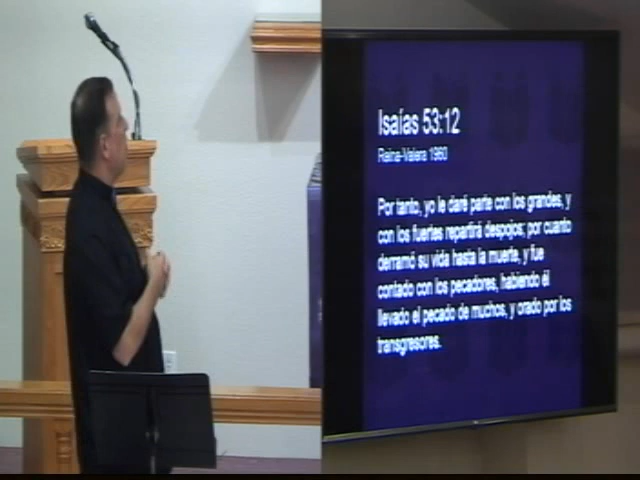 Isaías 53:12
Reina-Valera 1960
Por tanto, yo le daré parte con los grandes, y
con los fuertes repartirá despojos; por cuanto
derramó su vida hasta la muerte, y fue
contado con los pecadores, habiendo él
llevado el pecado de muchos, y orado por los
transgresores.